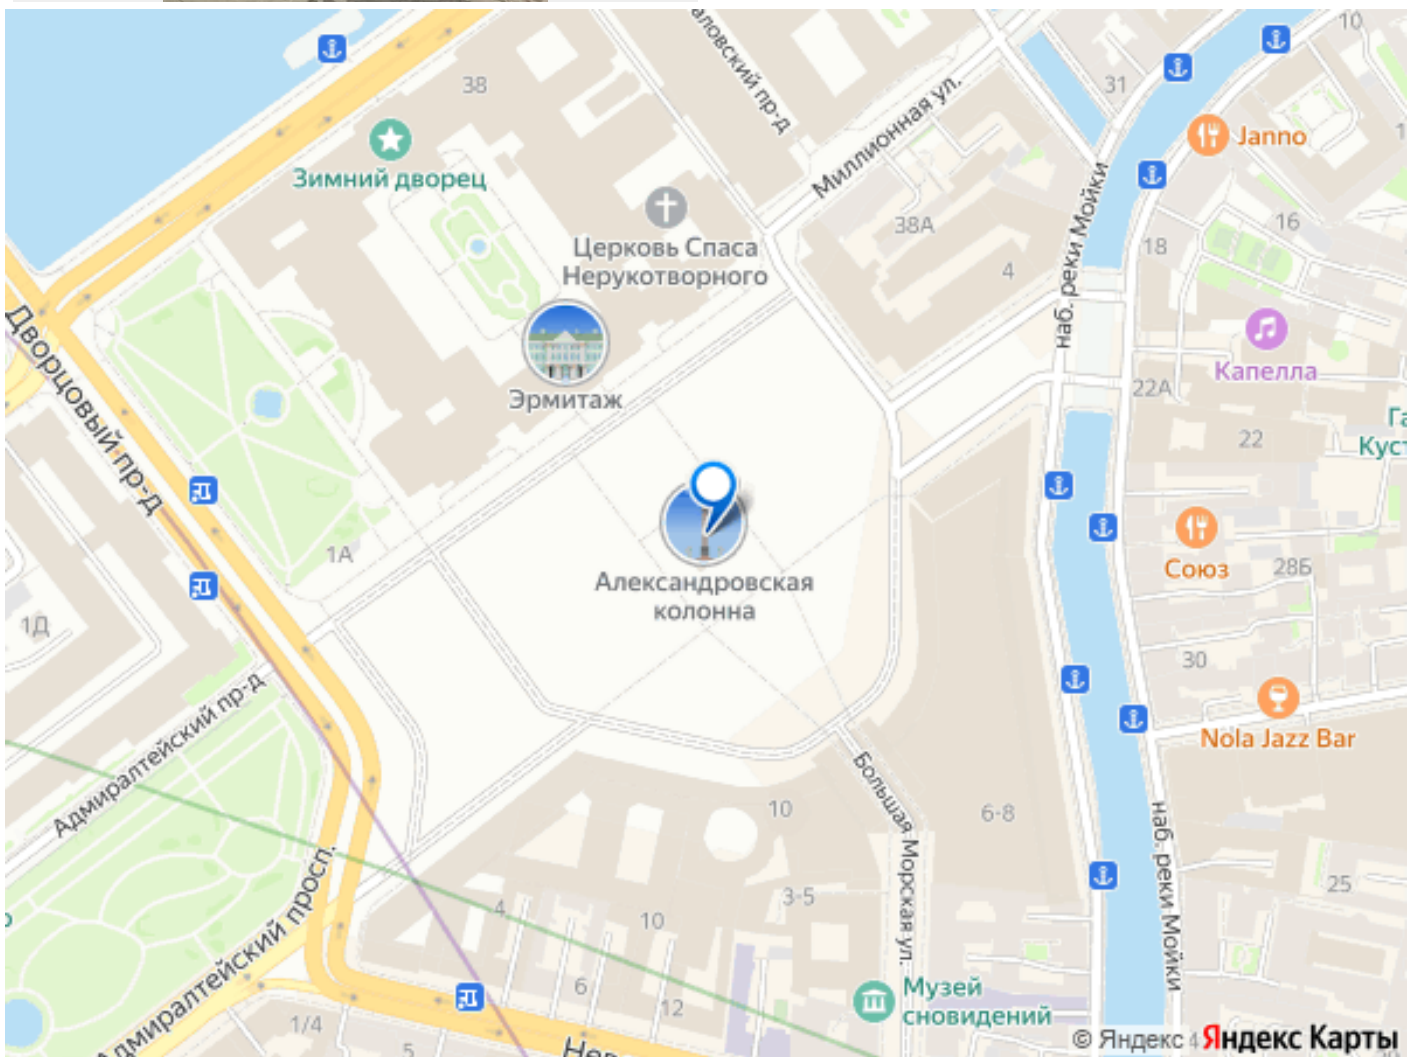 10
38
31
Janno
Миллионная ул.
Зимний дворец
38А
16
18
4
Церковь Спаса
Нерукотворного
наб. реки Мойки
Капелла
22А
Эрмитаж
22
Дворцовый пр-д
Александровская
колонна
1А
Союз
28Б
1Д
30
Адмиралтейский пр-д
Nola Jazz Bar
Большая Морская ул.
10
6-8
наб. реки Мойки
25
3-5
4
10
Адмиралтейский просп.
6
12
Музей
сновидений
1/4
5
© Яндекс
4
Яндекс Карты